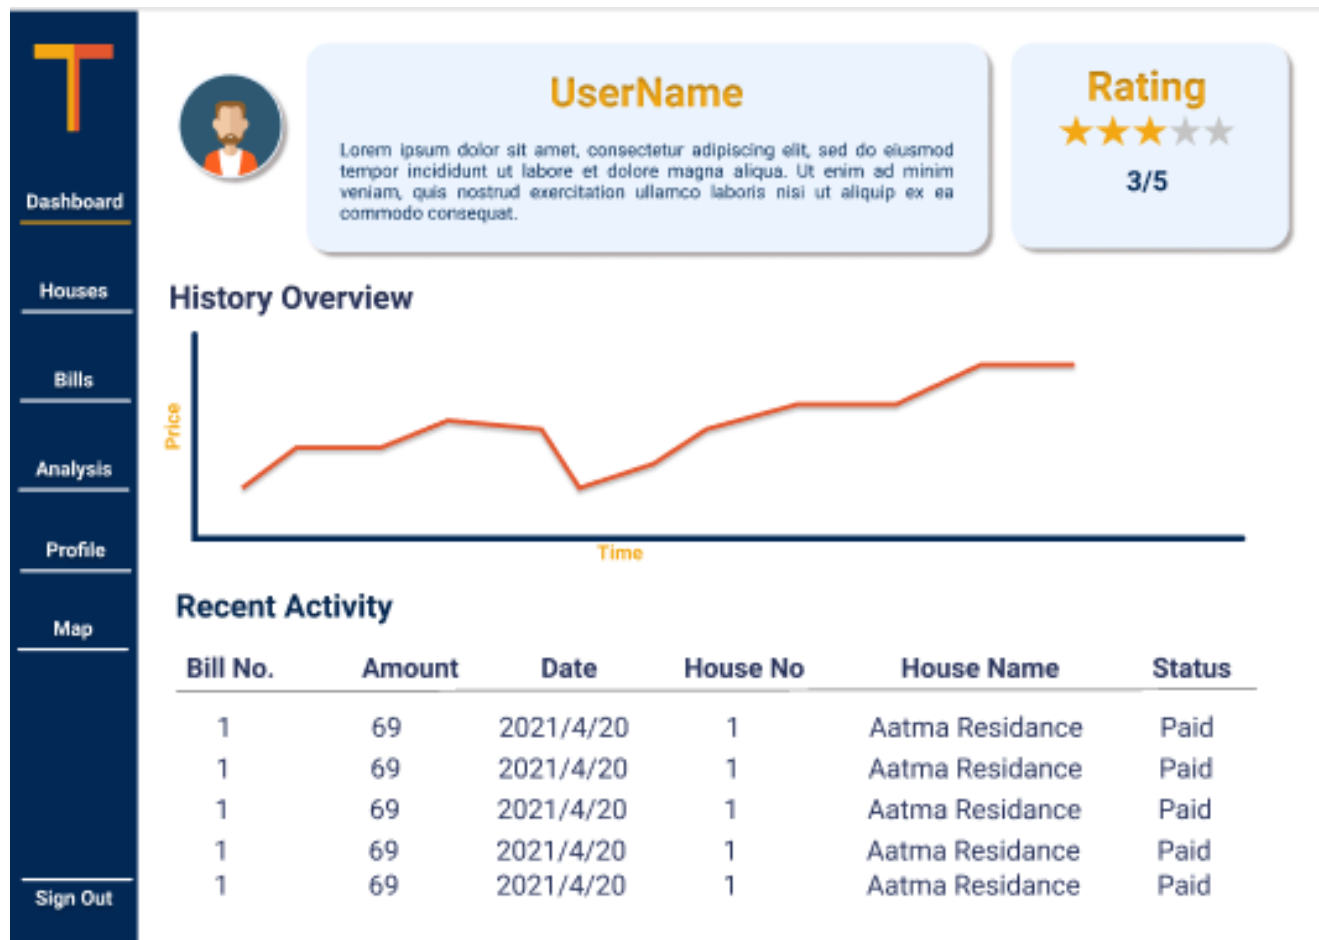 T
Dashboard
Houses
Bills
Analysis
Profile
Map
Sign Out
UserName
Lorem ipsum dolor sit amet, consectetur adipiscing elit, sed do eiusmod
tempor incididunt ut labore et dolore magna aliqua. Ut enim ad minim
veniam, quis nostrud exercitation ullamco laboris nisi ut aliquip ex ea
commodo consequat.
Rating
3/5
History Overview
Price
Time
Recent Activity
Bill No. Amount Date House No House Name Status
1 69 2021/4/20 1 Aatma Residance Paid
1 69 2021/4/20 1 Aatma Residance Paid
1 69 2021/4/20 1 Aatma Residance Paid
1 69 2021/4/20 1 Aatma Residance Paid
1 69 2021/4/20 1 Aatma Residance Paid